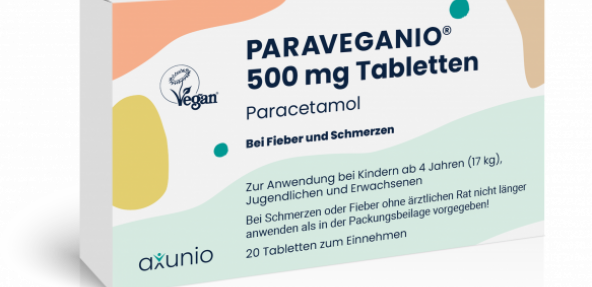 PARAVEGANIO®
500 mg Tabletten
Vegan
Paracetamol
Bei Fieber und Schmerzen
Zur Anwendung bei Kindern ab 4 Jahren (17 kg),
Jugendlichen und Erwachsenen
Bei Schmerzen oder Fieber ohne ärztlichen Rat nicht länger
anwenden als in der Packungsbeilage vorgegeben!
20 Tabletten zum Einnehmen
axunio